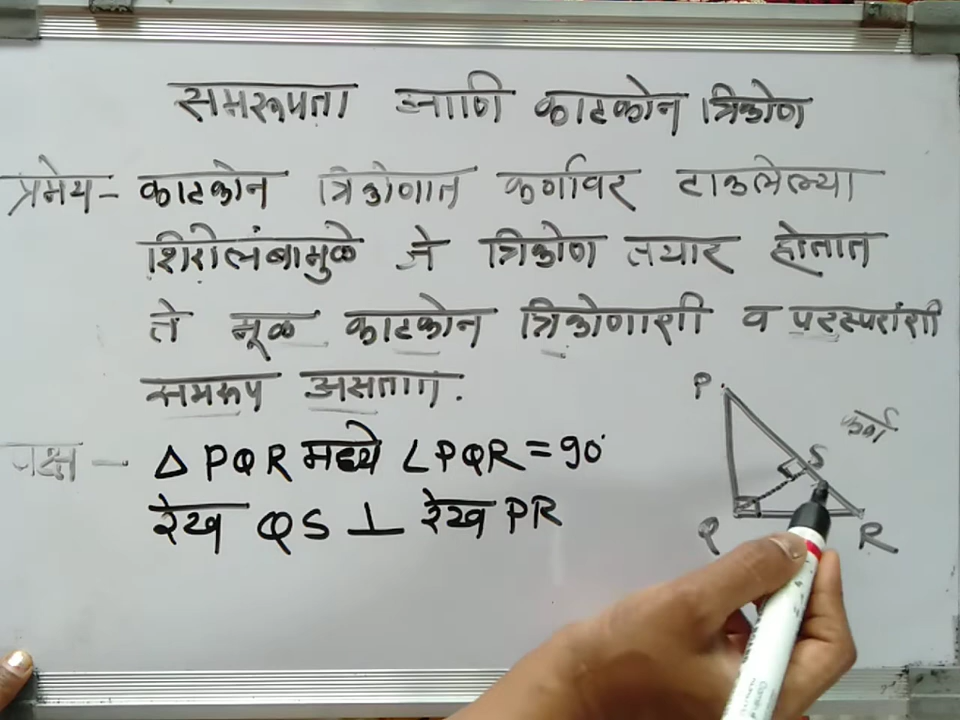 समरूपता आणि काटकोन त्रिकोण
प्रमेय- काटकोन त्रिकोणात कर्णावर टाकलेल्या
शिरोलंबामुळे जे त्रिकोण तयार होतात
ते मूळ काटकोन त्रिकोणाशी व परस्परांशी
समरूप असतात.
पक्ष - △ PQR मध्ये ∠PQR = 90°
रेख QS ⊥ रेख PR
P
कर्ण
S
Q
R